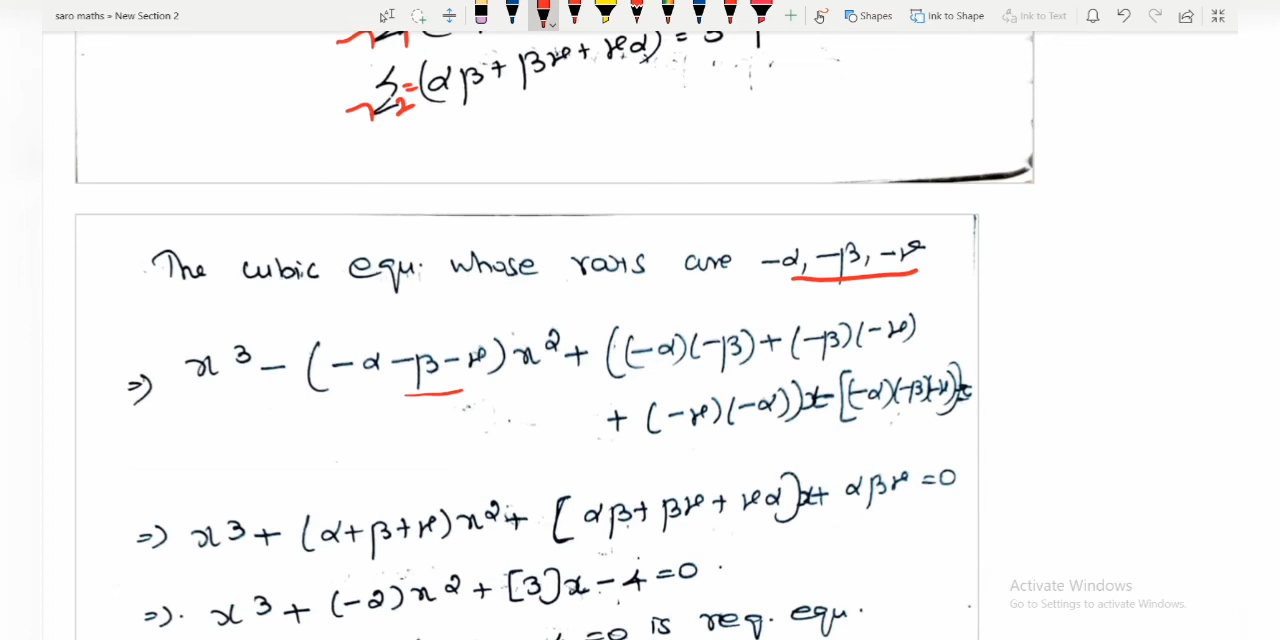 saro maths » New Section 2
Shapes Ink to Shape Ink to Text
Σ2=(αβ+βγ+γα) = 3
The cubic equ. whose roots are -α, -β, -γ
⇒ x³ - (-α-β-γ)x² + ((-α)(-β)+(-β)(-γ)
+ (-γ)(-α))x - [(-α)(-β)(-γ)]=
⇒ x³ + (α+β+γ)x² + [αβ+βγ+γα]x + αβγ =0
⇒ x³ + (-2)x² + [3]x - 4 =0
=0 is req. equ.
Activate Windows
Go to Settings to activate Windows.